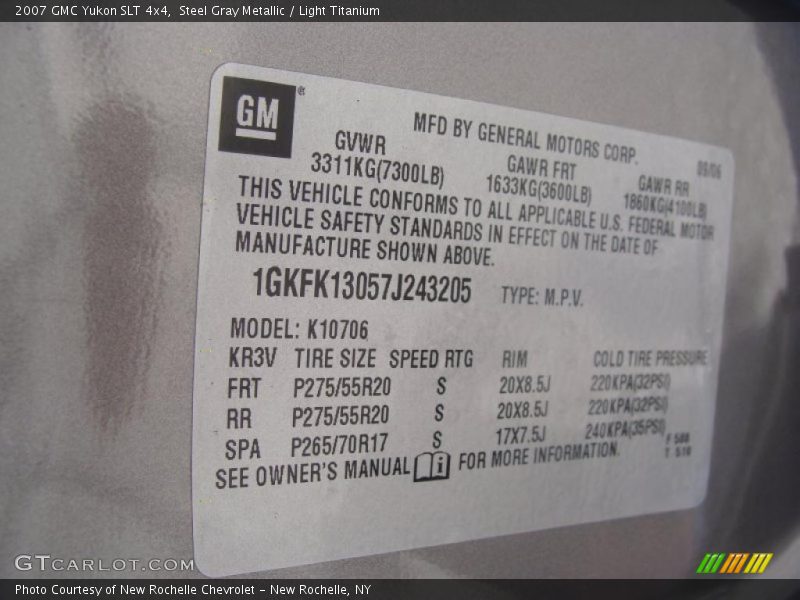 2007 GMC Yukon SLT 4x4,  Steel Gray Metallic / Light Titanium
GM ®
MFD BY GENERAL MOTORS CORP.
GVWR GAWR FRT GAWR RR
3311KG(7300LB) 1633KG(3600LB) 1860KG(4100LB)
THIS VEHICLE CONFORMS TO ALL APPLICABLE U.S. FEDERAL MOTOR
VEHICLE SAFETY STANDARDS IN EFFECT ON THE DATE OF
MANUFACTURE SHOWN ABOVE.
1GKFK13057J243205 TYPE: M.P.V.
MODEL: K10706
KR3V TIRE SIZE SPEED RTG RIM COLD TIRE PRESSURE
FRT P275/55R20 S 20X8.5J 220KPA(32PSI)
RR P275/55R20 S 20X8.5J 220KPA(32PSI)
SPA P265/70R17 S 17X7.5J 240KPA(35PSI)
SEE OWNER'S MANUAL i FOR MORE INFORMATION.
GTCARLOT.COM
Photo Courtesy of New Rochelle Chevrolet – New Rochelle, NY